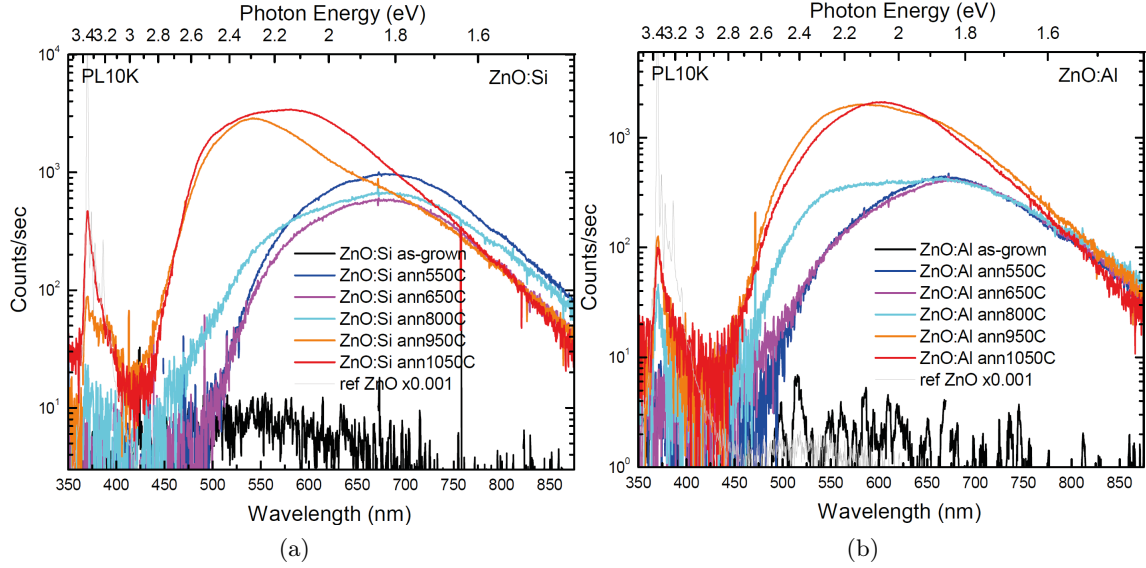 Photon Energy (eV)
3.4 3.2 3 2.8 2.6 2.4 2.2 2 1.8 1.6
PL10K ZnO:Si
10^4
10^3
10^2
10^1
Counts/sec
ZnO:Si as-grown
ZnO:Si ann550C
ZnO:Si ann650C
ZnO:Si ann800C
ZnO:Si ann950C
ZnO:Si ann1050C
ref ZnO x0.001
350 400 450 500 550 600 650 700 750 800 850
Wavelength (nm)
(a)
Photon Energy (eV)
3.4 3.2 3 2.8 2.6 2.4 2.2 2 1.8 1.6
PL10K ZnO:Al
10^3
10^2
10^1
10^0
Counts/sec
ZnO:Al as-grown
ZnO:Al ann550C
ZnO:Al ann650C
ZnO:Al ann800C
ZnO:Al ann950C
ZnO:Al ann1050C
ref ZnO x0.001
350 400 450 500 550 600 650 700 750 800 850
Wavelength (nm)
(b)